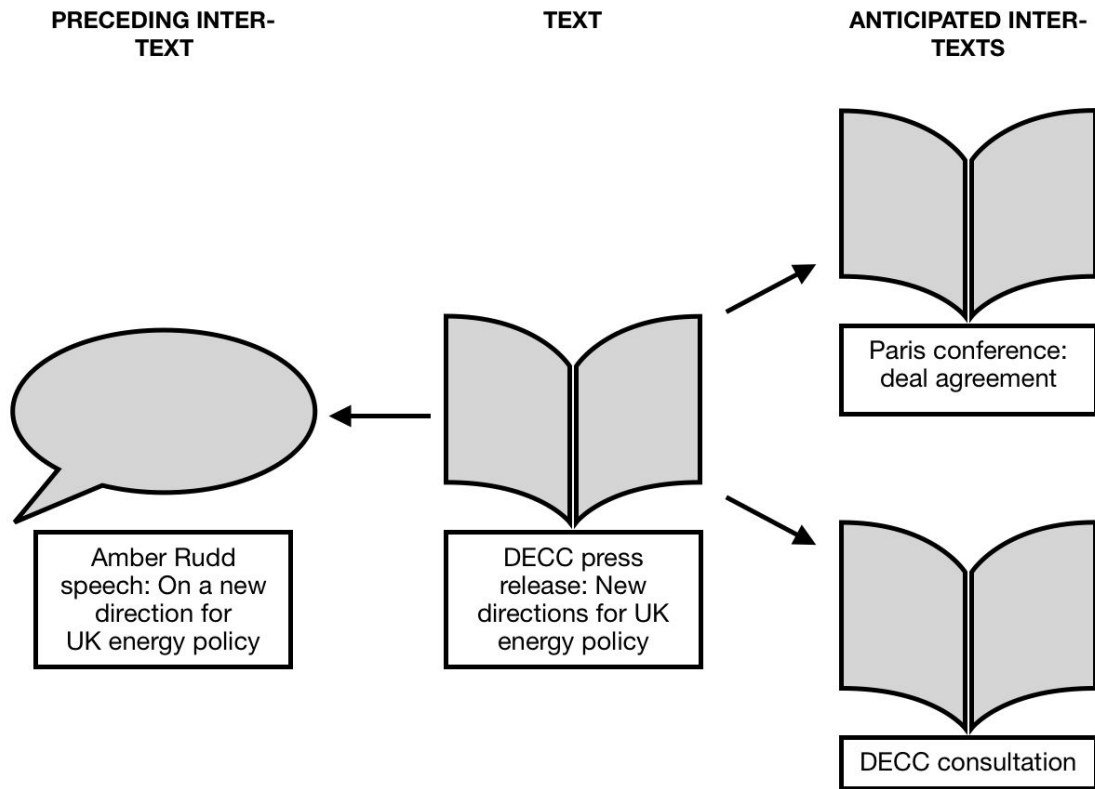 PRECEDING INTER-
TEXT
TEXT
ANTICIPATED INTER-
TEXTS
Paris conference:
deal agreement
Amber Rudd
speech: On a new
direction for
UK energy policy
DECC press
release: New
directions for UK
energy policy
DECC consultation